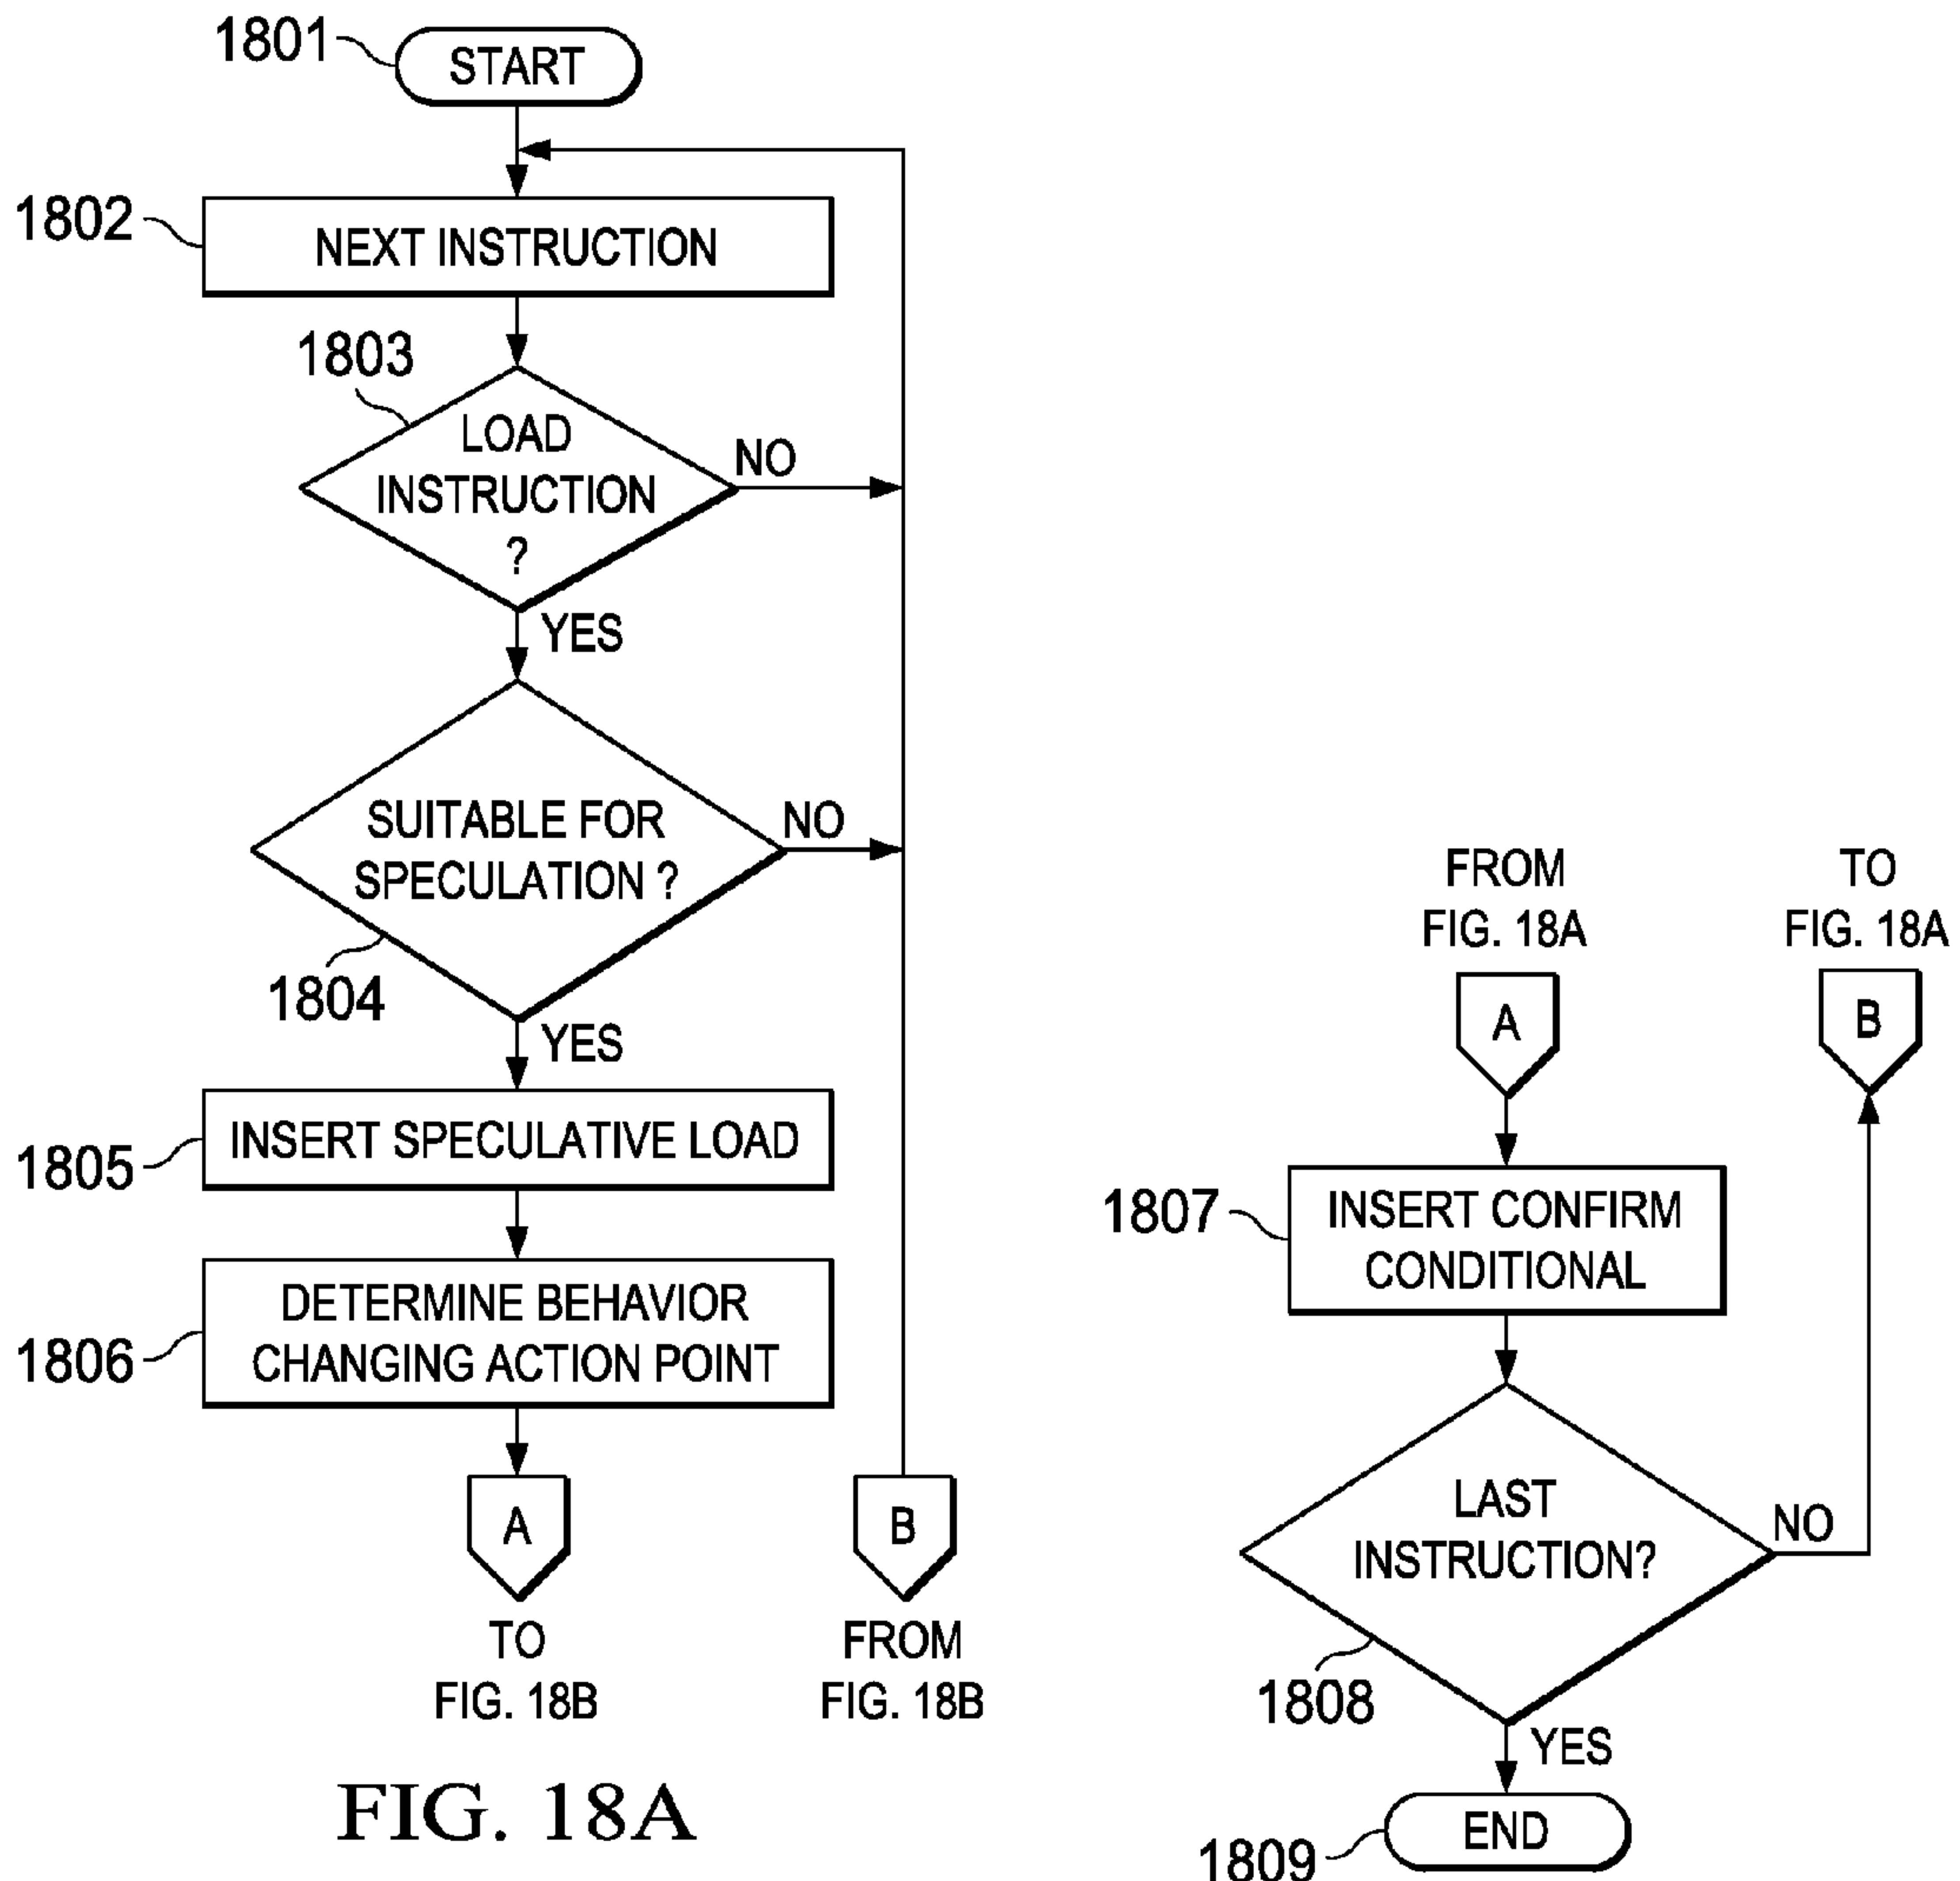 1801
START
1802
NEXT INSTRUCTION
1803
LOAD
INSTRUCTION
?
NO
YES
SUITABLE FOR
SPECULATION ?
NO
1804
YES
1805
INSERT SPECULATIVE LOAD
1806
DETERMINE BEHAVIOR
CHANGING ACTION POINT
A
TO
FIG. 18B
B
FROM
FIG. 18B
FIG. 18A
FROM
FIG. 18A
A
TO
FIG. 18A
B
1807
INSERT CONFIRM
CONDITIONAL
LAST
INSTRUCTION?
NO
1808
YES
END
1809